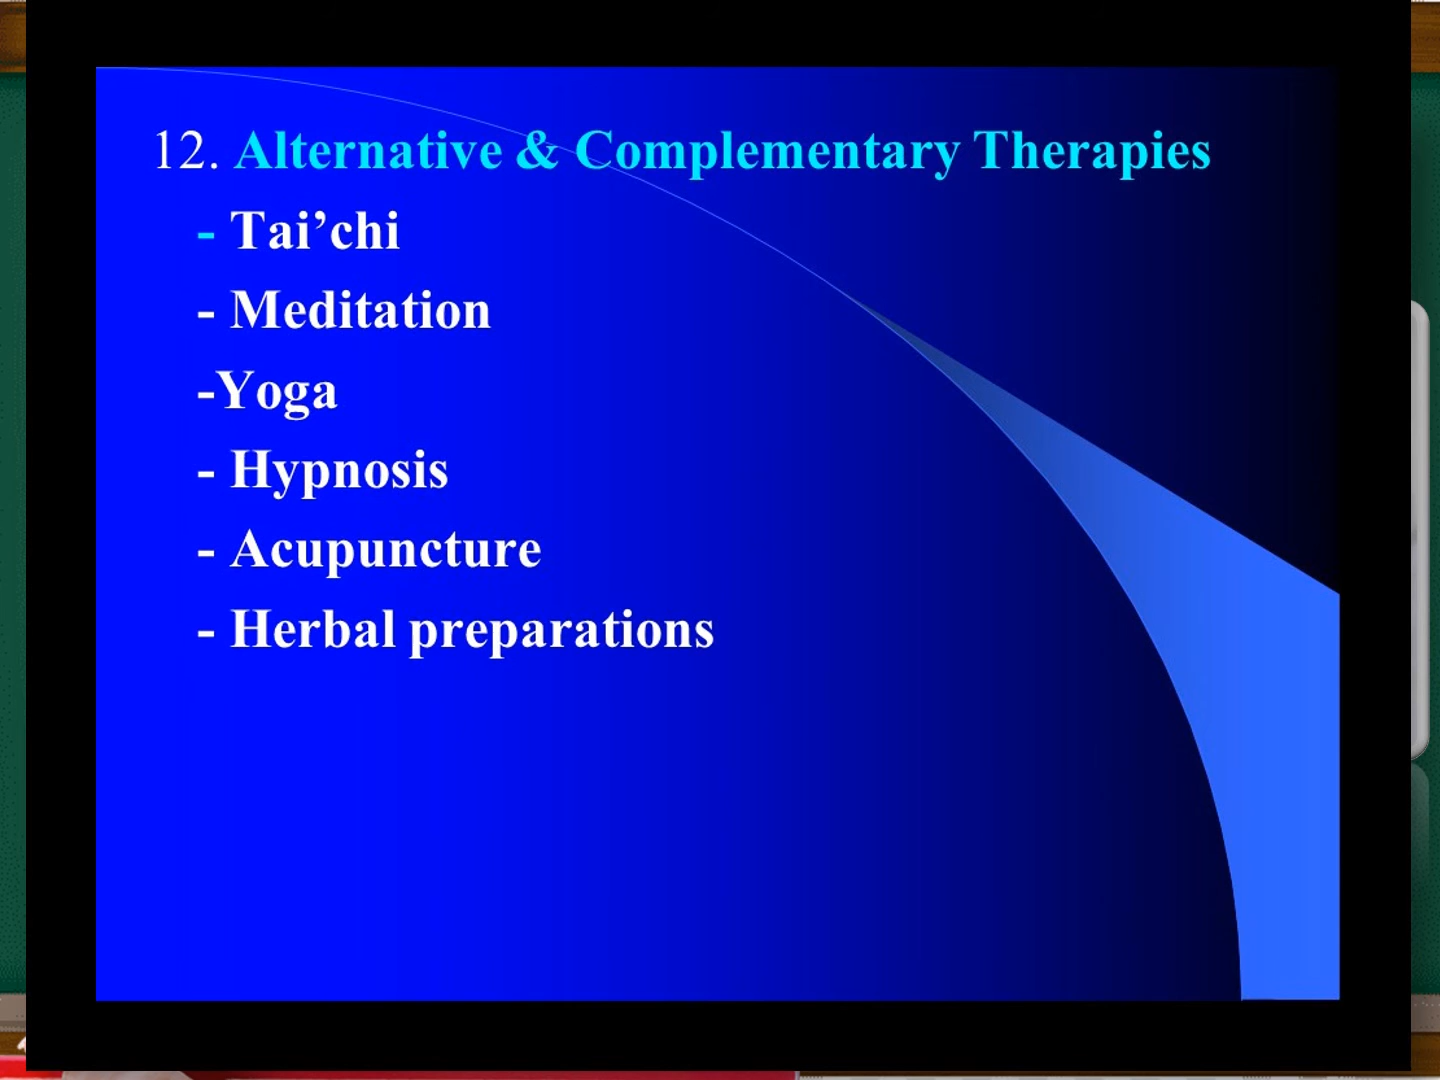 12. Alternative & Complementary Therapies
- Tai’chi
- Meditation
-Yoga
- Hypnosis
- Acupuncture
- Herbal preparations